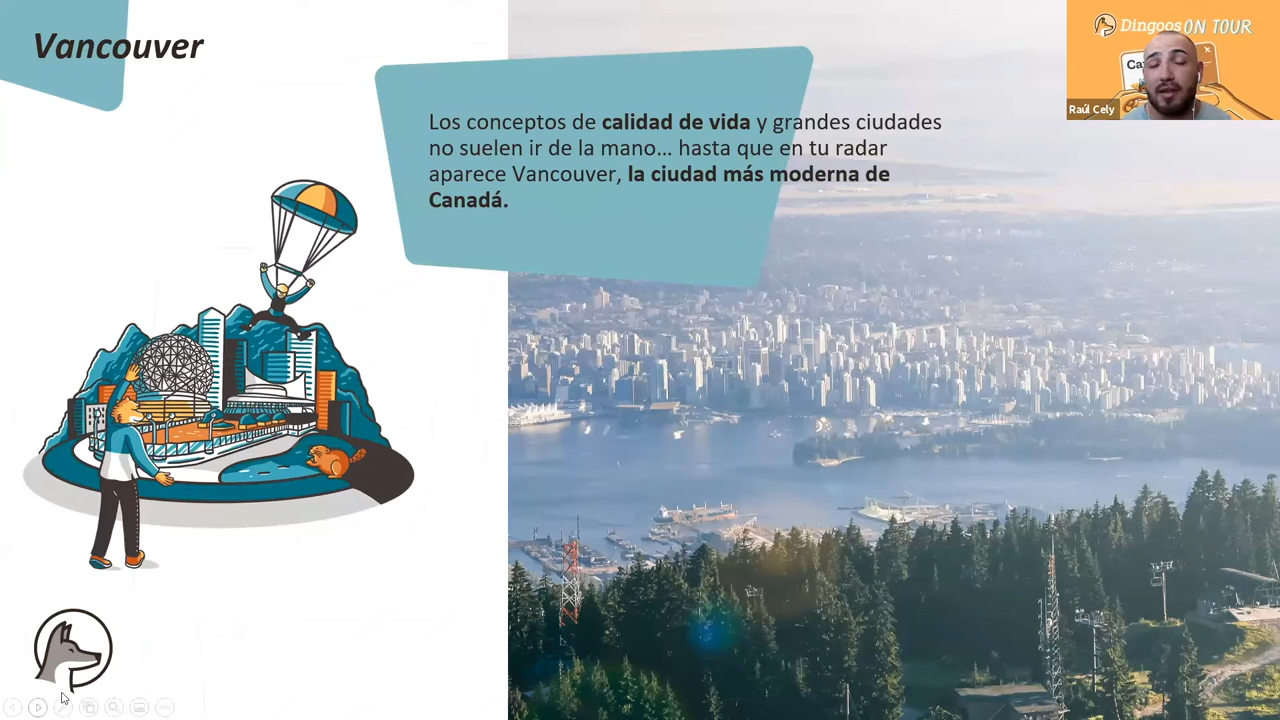 Vancouver
Los conceptos de calidad de vida y grandes ciudades
no suelen ir de la mano... hasta que en tu radar
aparece Vancouver, la ciudad más moderna de
Canadá.
Dingoos ON TOUR
Raúl Cely